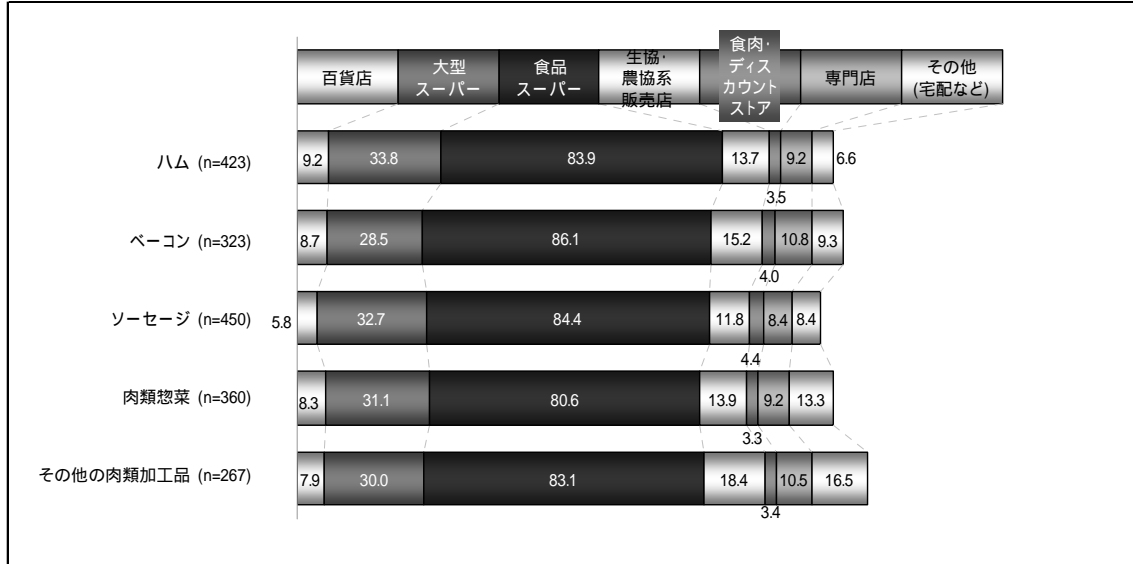 百貨店
大型
スーパー
食品
スーパー
生協･
農協系
販売店
食肉･
ディス
カウント
ストア
専門店
その他
(宅配など)
ハム (n=423)
9.2
33.8
83.9
13.7
3.5
9.2
6.6
ベーコン (n=323)
8.7
28.5
86.1
15.2
4.0
10.8
9.3
ソーセージ (n=450)
5.8
32.7
84.4
11.8
4.4
8.4
8.4
肉類惣菜 (n=360)
8.3
31.1
80.6
13.9
3.3
9.2
13.3
その他の肉類加工品 (n=267)
7.9
30.0
83.1
18.4
3.4
10.5
16.5